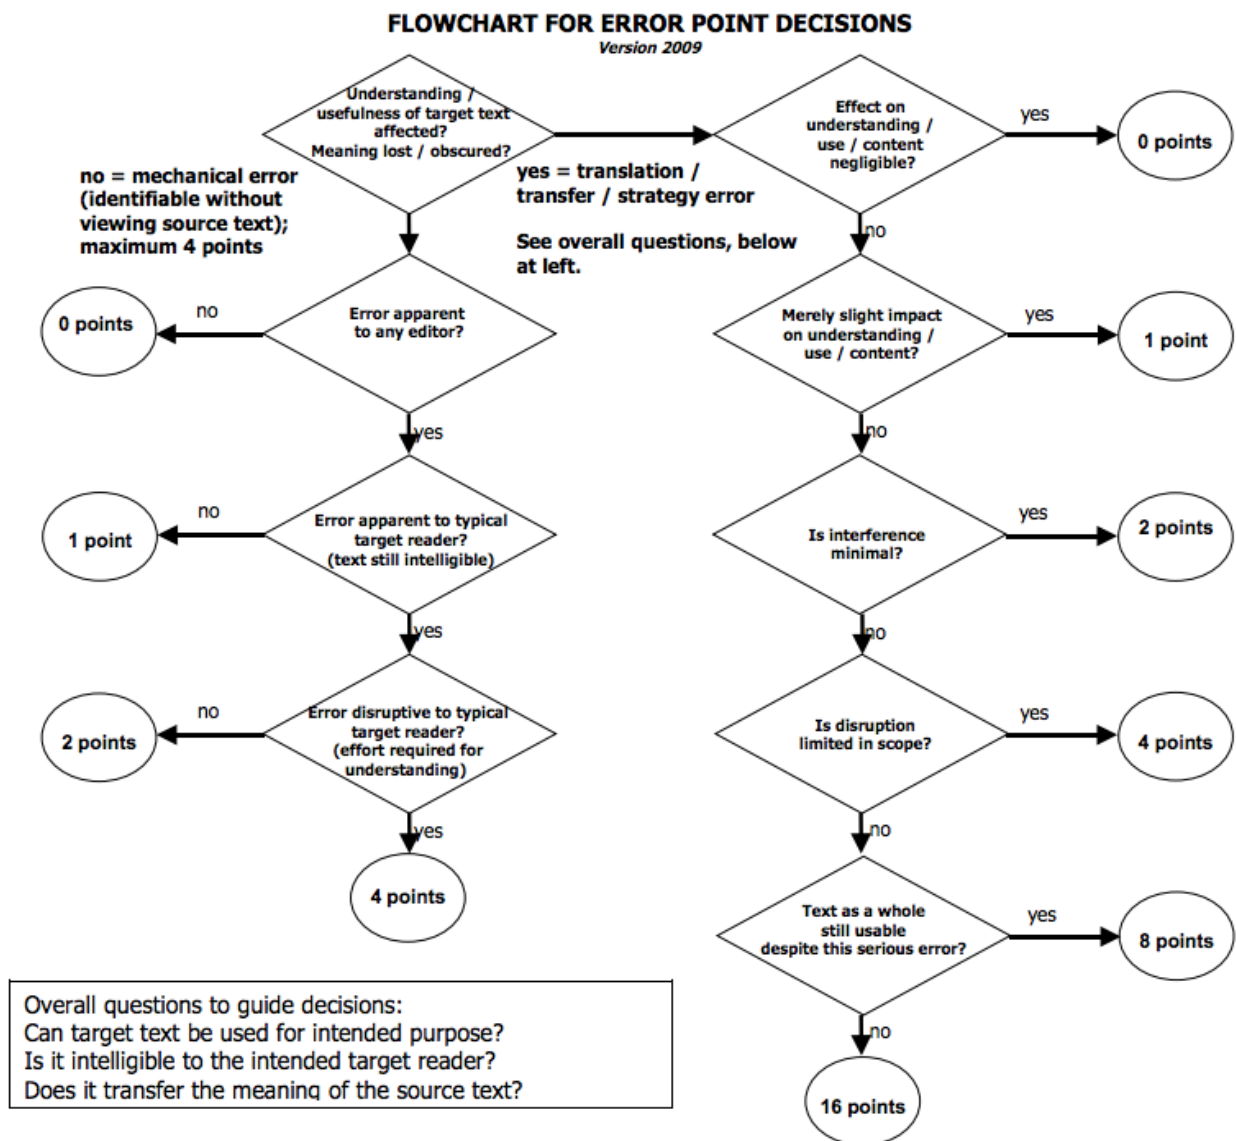 FLOWCHART FOR ERROR POINT DECISIONS
Version 2009
Understanding /
usefulness of target text
affected?
Meaning lost / obscured?
no = mechanical error
(identifiable without
viewing source text);
maximum 4 points
yes = translation /
transfer / strategy error
See overall questions, below
at left.
Effect on
understanding /
use / content
negligible?
yes
0 points
no
Error apparent
to any editor?
no
0 points
yes
Merely slight impact
on understanding /
use / content?
yes
1 point
no
Error apparent to typical
target reader?
(text still intelligible)
no
1 point
yes
Is interference
minimal?
yes
2 points
no
Error disruptive to typical
target reader?
(effort required for
understanding)
no
2 points
yes
4 points
Is disruption
limited in scope?
yes
4 points
no
Text as a whole
still usable
despite this serious error?
yes
8 points
no
16 points
Overall questions to guide decisions:
Can target text be used for intended purpose?
Is it intelligible to the intended target reader?
Does it transfer the meaning of the source text?